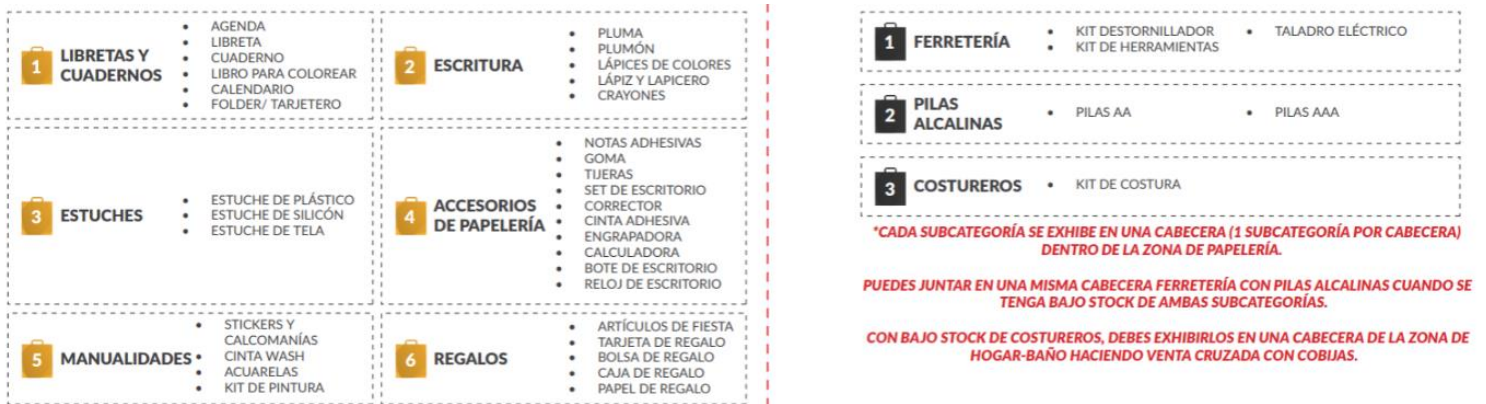 1
LIBRETAS Y
CUADERNOS
• AGENDA
• LIBRETA
• CUADERNO
• LIBRO PARA COLOREAR
• CALENDARIO
• FOLDER/ TARJETERO
2
ESCRITURA
• PLUMA
• PLUMÓN
• LÁPICES DE COLORES
• LÁPIZ Y LAPICERO
• CRAYONES
3
ESTUCHES
• ESTUCHE DE PLÁSTICO
• ESTUCHE DE SILICÓN
• ESTUCHE DE TELA
4
ACCESORIOS
DE PAPELERÍA
• NOTAS ADHESIVAS
• GOMA
• TIJERAS
• SET DE ESCRITORIO
• CORRECTOR
• CINTA ADHESIVA
• ENGRAPADORA
• CALCULADORA
• BOTE DE ESCRITORIO
• RELOJ DE ESCRITORIO
5
MANUALIDADES
• STICKERS Y
CALCOMANÍAS
• CINTA WASH
• ACUARELAS
• KIT DE PINTURA
6
REGALOS
• ARTÍCULOS DE FIESTA
• TARJETA DE REGALO
• BOLSA DE REGALO
• CAJA DE REGALO
• PAPEL DE REGALO
1
FERRETERÍA
• KIT DESTORNILLADOR
• KIT DE HERRAMIENTAS
• TALADRO ELÉCTRICO
2
PILAS
ALCALINAS
• PILAS AA
• PILAS AAA
3
COSTUREROS
• KIT DE COSTURA
*CADA SUBCATEGORÍA SE EXHIBE EN UNA CABECERA (1 SUBCATEGORÍA POR CABECERA)
DENTRO DE LA ZONA DE PAPELERÍA.
PUEDES JUNTAR EN UNA MISMA CABECERA FERRETERÍA CON PILAS ALCALINAS CUANDO SE
TENGA BAJO STOCK DE AMBAS SUBCATEGORÍAS.
CON BAJO STOCK DE COSTUREROS, DEBES EXHIBIRLOS EN UNA CABECERA DE LA ZONA DE
HOGAR-BAÑO HACIENDO VENTA CRUZADA CON COBIJAS.